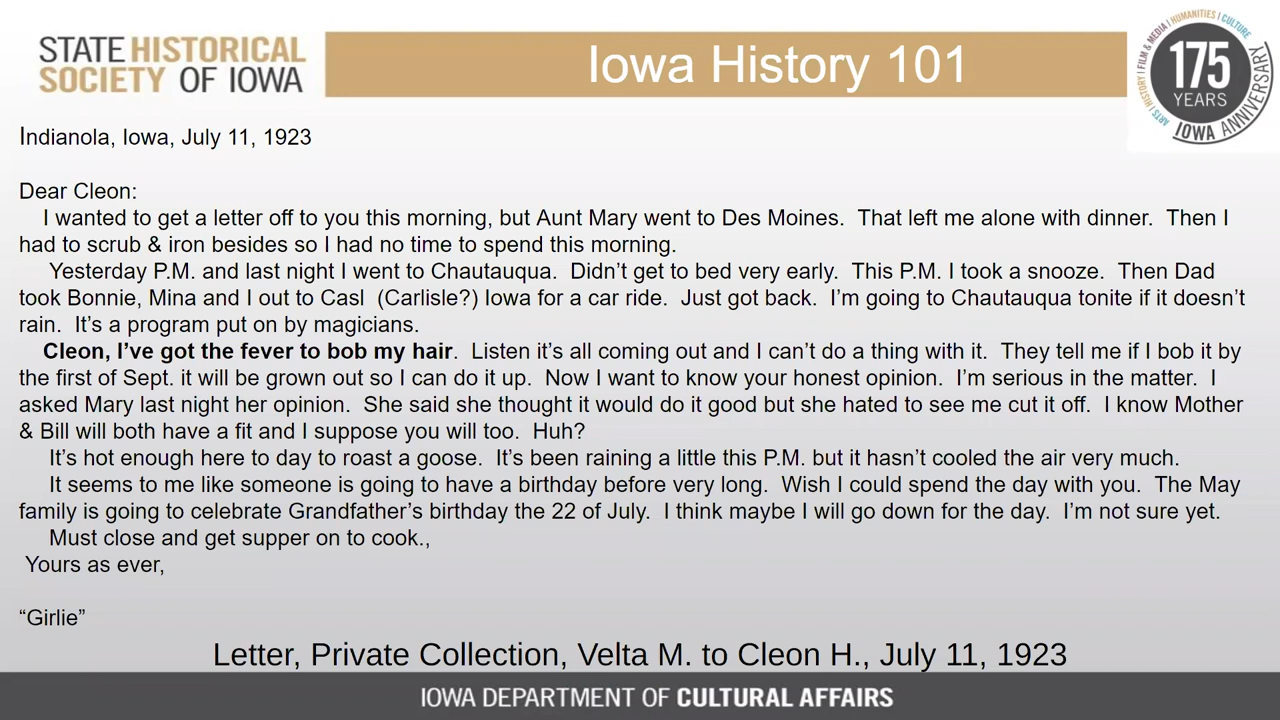 STATE HISTORICAL
SOCIETY OF IOWA
Iowa History 101
ARTS | HISTORY | FILM & MEDIA | HUMANITIES | CULTURE
175
YEARS
IOWA ANNIVERSARY
Indianola, Iowa, July 11, 1923
Dear Cleon:
I wanted to get a letter off to you this morning, but Aunt Mary went to Des Moines. That left me alone with dinner. Then I
had to scrub & iron besides so I had no time to spend this morning.
Yesterday P.M. and last night I went to Chautauqua. Didn’t get to bed very early. This P.M. I took a snooze. Then Dad
took Bonnie, Mina and I out to Casl (Carlisle?) Iowa for a car ride. Just got back. I’m going to Chautauqua tonite if it doesn’t
rain. It’s a program put on by magicians.
Cleon, I’ve got the fever to bob my hair. Listen it’s all coming out and I can’t do a thing with it. They tell me if I bob it by
the first of Sept. it will be grown out so I can do it up. Now I want to know your honest opinion. I’m serious in the matter. I
asked Mary last night her opinion. She said she thought it would do it good but she hated to see me cut it off. I know Mother
& Bill will both have a fit and I suppose you will too. Huh?
It’s hot enough here to day to roast a goose. It’s been raining a little this P.M. but it hasn’t cooled the air very much.
It seems to me like someone is going to have a birthday before very long. Wish I could spend the day with you. The May
family is going to celebrate Grandfather’s birthday the 22 of July. I think maybe I will go down for the day. I’m not sure yet.
Must close and get supper on to cook.,
Yours as ever,
“Girlie”
Letter, Private Collection, Velta M. to Cleon H., July 11, 1923
IOWA DEPARTMENT OF CULTURAL AFFAIRS